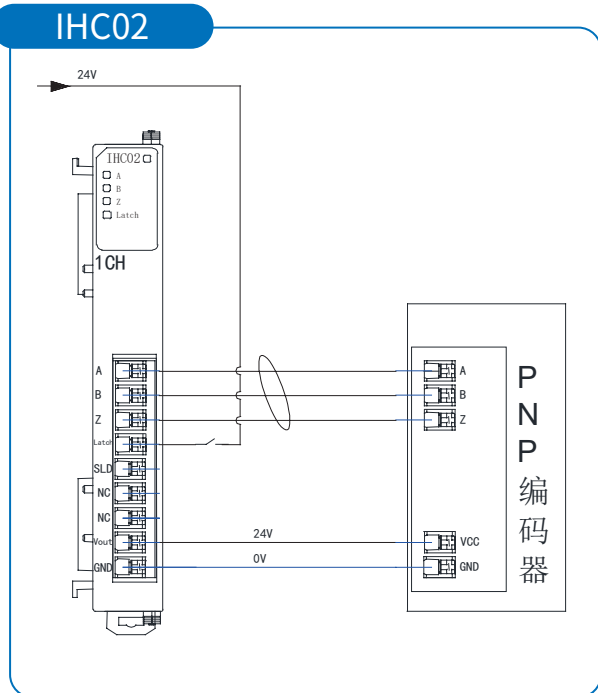 IHC02
24V
IHC02
A
B
Z
Latch
1CH
A
B
Z
Latch
SLD
NC
NC
Vout
GND
24V
0V
A
B
Z
VCC
GND
P
N
P
编
码
器